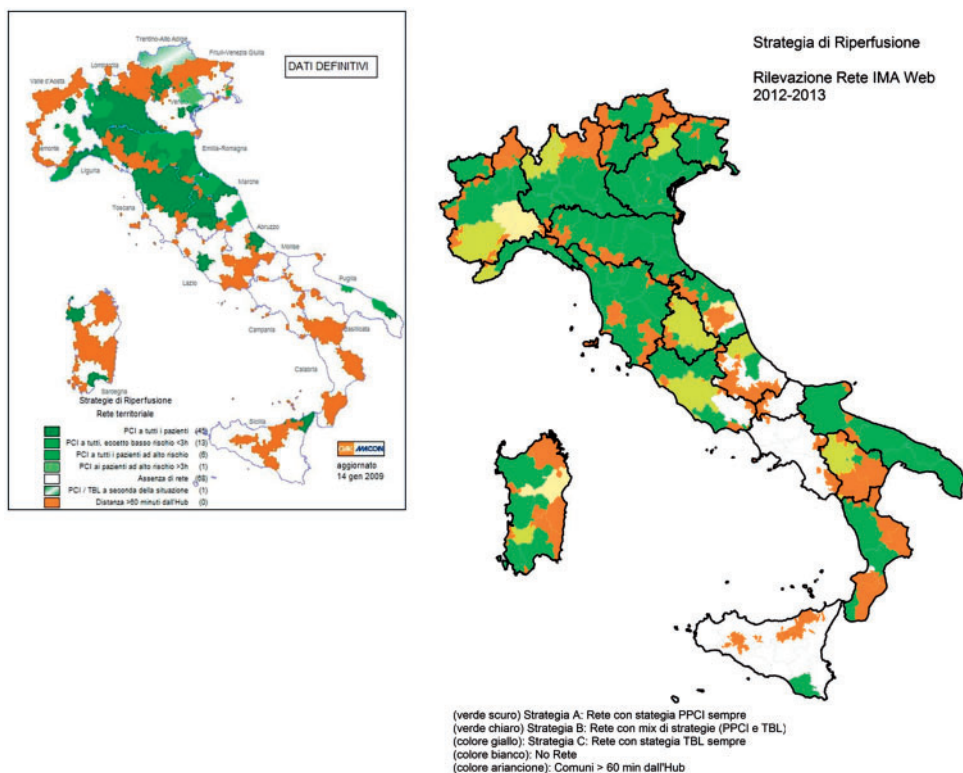 Trentino-Alto Adige
Friuli-Venezia Giulia
Lombardia
DATI DEFINITIVI
Valle d'Aosta
Emilia-Romagna
Liguria
Marche
Toscana
Abruzzo
Molise
Lazio
Puglia
Campania
Basilicata
Calabria
Sardegna
Sicilia
Strategie di Riperfusione
Rete territoriale
PCI a tutti i pazienti
PCI a tutti, eccetto basso rischio <3h (13)
PCI a tutti i pazienti ad alto rischio
PCI ai pazienti ad alto rischio >3h (1)
Assenza di rete
PCI / TBL a seconda della situazione (1)
Distanza >60 minuti dall'Hub (0)
aggiornato
14 gen 2009
Strategia di Riperfusione
Rilevazione Rete IMA Web
2012-2013
(verde scuro) Strategia A: Rete con stategia PPCI sempre
(verde chiaro) Strategia B: Rete con mix di strategie (PPCI e TBL)
(colore giallo): Strategia C: Rete con stategia TBL sempre
(colore bianco): No Rete
(colore ariancione): Comuni > 60 min dall'Hub